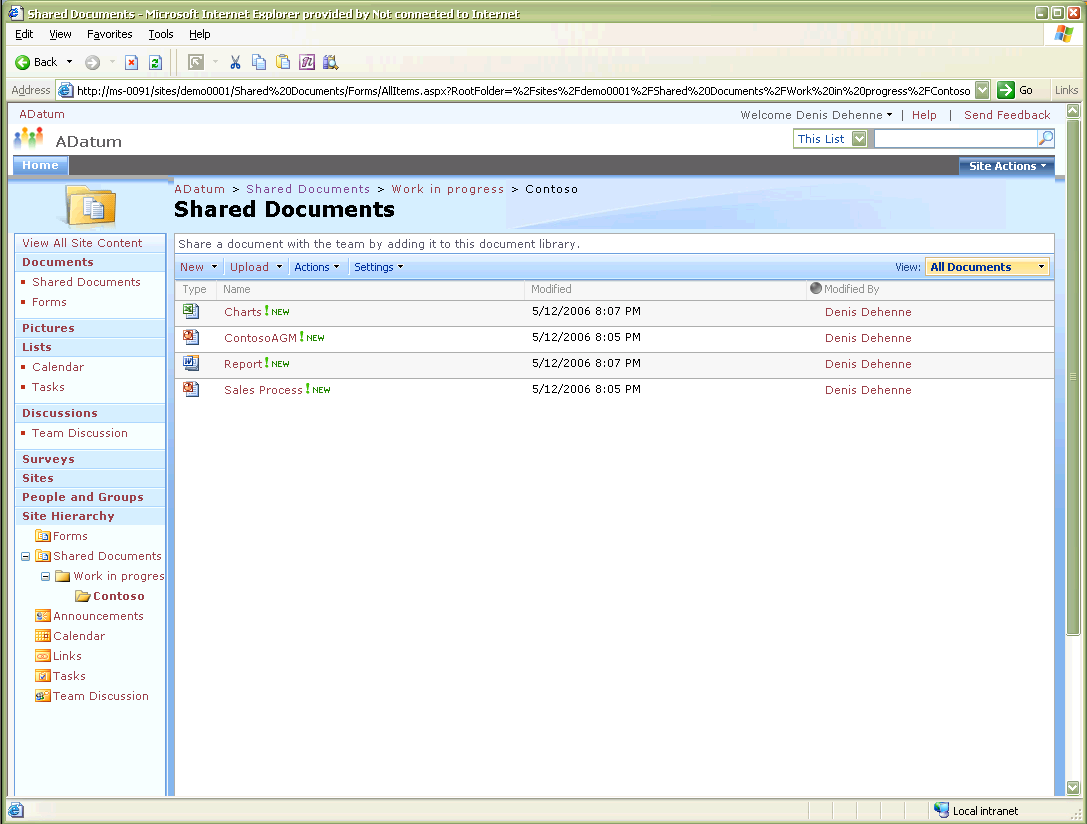 Shared Documents - Microsoft Internet Explorer provided by Not connected to Internet
Edit View Favorites Tools Help
Back
Address http://ms-0091/sites/demo0001/Shared%20Documents/Forms/AllItems.aspx?RootFolder=%2Fsites%2Fdemo0001%2FShared%20Documents%2FWork%20in%20progress%2FContoso Go Links
ADatum Welcome Denis Dehenne | Help | Send Feedback
ADatum This List
Home Site Actions
ADatum > Shared Documents > Work in progress > Contoso
Shared Documents
View All Site Content
Documents
Shared Documents
Forms
Pictures
Lists
Calendar
Tasks
Discussions
Team Discussion
Surveys
Sites
People and Groups
Site Hierarchy
Forms
Shared Documents
Work in progres
Contoso
Announcements
Calendar
Links
Tasks
Team Discussion
Share a document with the team by adding it to this document library.
New Upload Actions Settings View: All Documents
Type Name Modified Modified By
Charts ! NEW 5/12/2006 8:07 PM Denis Dehenne
ContosoAGM ! NEW 5/12/2006 8:05 PM Denis Dehenne
Report ! NEW 5/12/2006 8:07 PM Denis Dehenne
Sales Process ! NEW 5/12/2006 8:05 PM Denis Dehenne
Local intranet